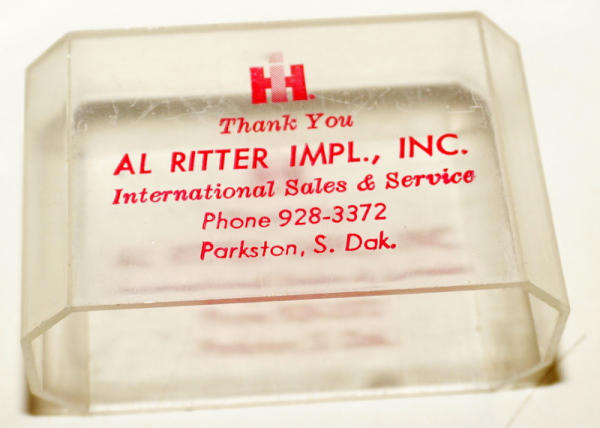 IH
Thank You
AL RITTER IMPL., INC.
International Sales & Service
Phone 928-3372
Parkston, S. Dak.